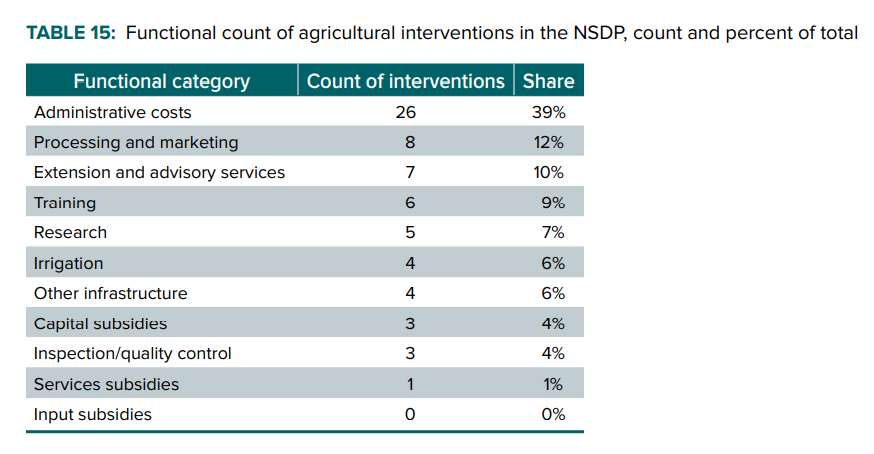 TABLE 15: Functional count of agricultural interventions in the NSDP, count and percent of total
Functional category Count of interventions Share
Administrative costs 26 39%
Processing and marketing 8 12%
Extension and advisory services 7 10%
Training 6 9%
Research 5 7%
Irrigation 4 6%
Other infrastructure 4 6%
Capital subsidies 3 4%
Inspection/quality control 3 4%
Services subsidies 1 1%
Input subsidies 0 0%